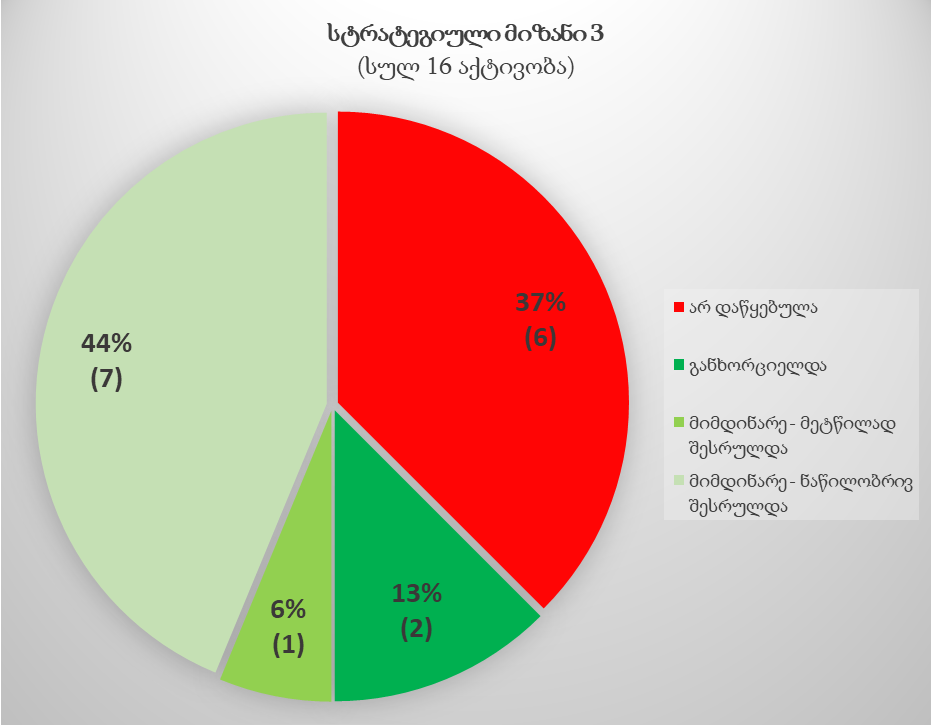 სტრატეგიული მიზანი 3
(სულ 16 აქტივობა)
37%
(6)
44%
(7)
13%
(2)
6%
(1)
არ დაწყებულა
განხორციელდა
მიმდინარე - მეტწილად
შესრულდა
მიმდინარე - ნაწილობრივ
შესრულდა